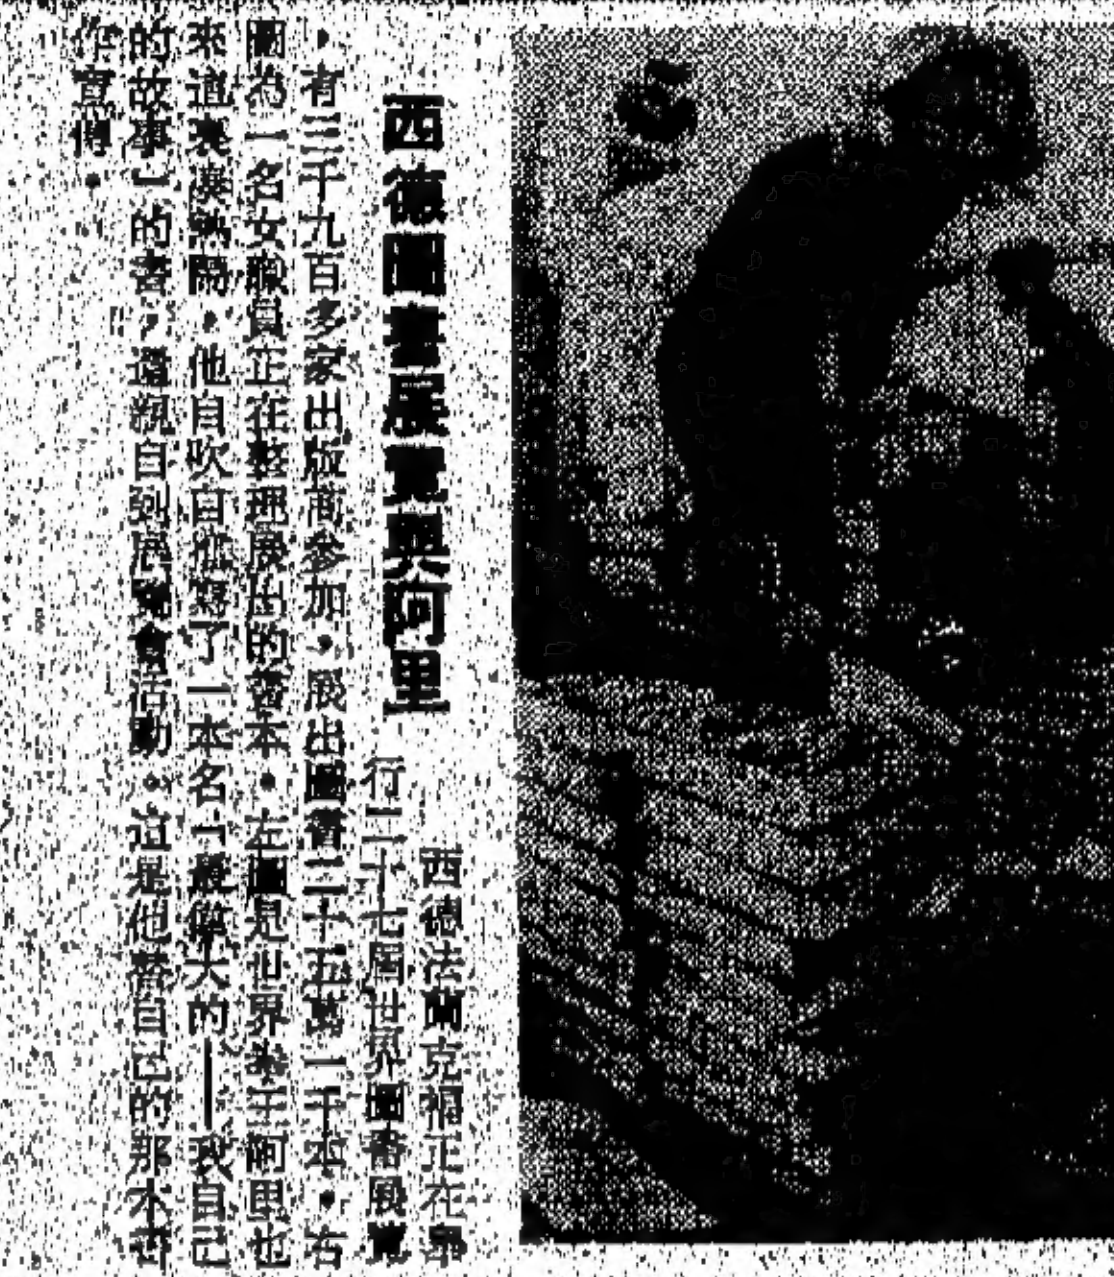 西德圖書展覽與阿里
西德法蘭克福正在舉
行二十七屆世界圖書展覽
，有三千九百多家出版商參加。展出圖書二十五萬一千本。右
圖為一名女職員正在整理展出的書本。左圖是世界拳王阿里也
來道裏湊熱鬧。他自吹自擂寫了一本名「最偉大的——我自己
的故事」的書，還親自到展覽會活動。這是他替自己的那本書
作宣傳。